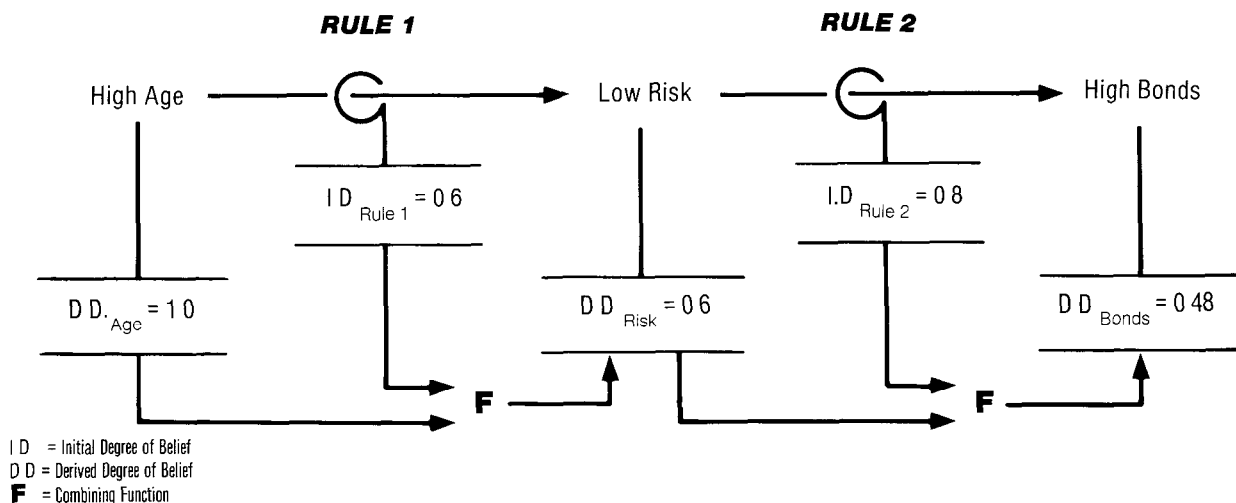 RULE 1
RULE 2
High Age
Low Risk
High Bonds
I D Rule 1 = 0 6
I.D Rule 2 = 0 8
D D. Age = 1 0
D D Risk = 0 6
D D Bonds = 0 48
F
F
I D = Initial Degree of Belief
D D = Derived Degree of Belief
F = Combining Function